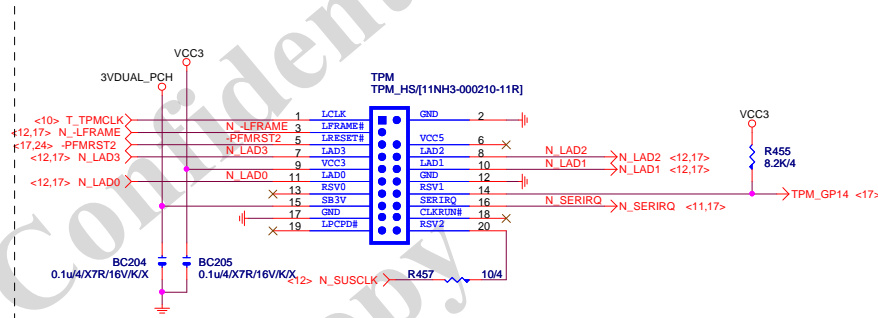 Confident
Copy
VCC3
3VDUAL_PCH
TPM
TPM_HS/[11NH3-000210-11R]
VCC3
<10> T_TPMCLK 1 LCLK GND 2
<12,17> N_-LFRAME N_-LFRAME 3 LFRAME#
<17,24> -PFMRST2 -PFMRST2 5 LRESET# VCC5 6
<12,17> N_LAD3 N_LAD3 7 LAD3 LAD2 8 N_LAD2 N_LAD2 <12,17>
9 VCC3 LAD1 10 N_LAD1 N_LAD1 <12,17>
<12,17> N_LAD0 N_LAD0 11 LAD0 GND 12
13 RSV0 RSV1 14 TPM_GP14 <17>
15 SB3V SERIRQ 16 N_SERIRQ N_SERIRQ <11,17>
17 GND CLKRUN# 18
19 LPCPD# RSV2 20
R455
8.2K/4
BC204
0.1u/4/X7R/16V/K/X
BC205
0.1u/4/X7R/16V/K/X
<12> N_SUSCLK R457 10/4